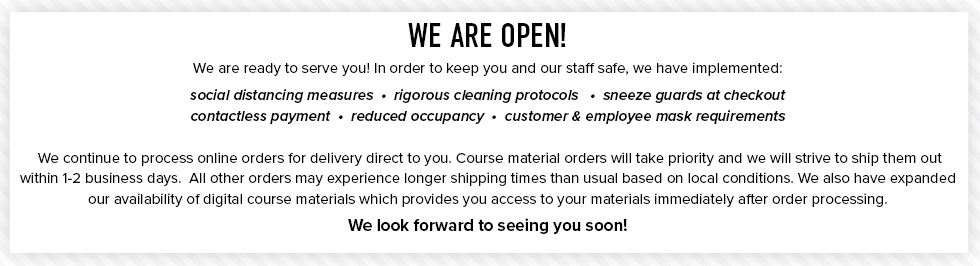 WE ARE OPEN!
We are ready to serve you! In order to keep you and our staff safe, we have implemented:
social distancing measures • rigorous cleaning protocols • sneeze guards at checkout
contactless payment • reduced occupancy • customer & employee mask requirements
We continue to process online orders for delivery direct to you. Course material orders will take priority and we will strive to ship them out
within 1-2 business days.  All other orders may experience longer shipping times than usual based on local conditions. We also have expanded
our availability of digital course materials which provides you access to your materials immediately after order processing.
We look forward to seeing you soon!